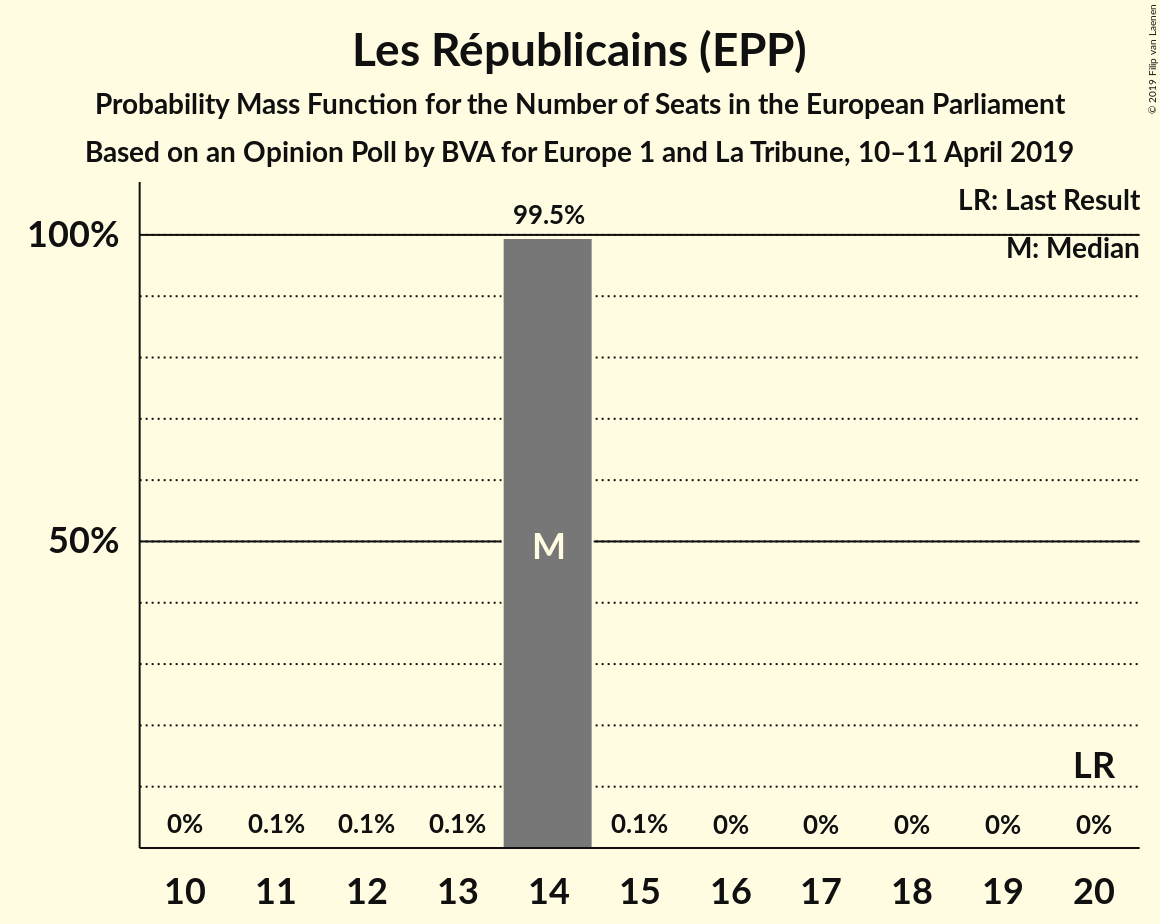 Les Républicains (EPP)
Probability Mass Function for the Number of Seats in the European Parliament
Based on an Opinion Poll by BVA for Europe 1 and La Tribune, 10–11 April 2019
© 2019 Filip van Laenen
LR: Last Result
M: Median
100%
50%
99.5%
M
LR
0% 0.1% 0.1% 0.1% 0.1% 0% 0% 0% 0% 0%
10 11 12 13 14 15 16 17 18 19 20